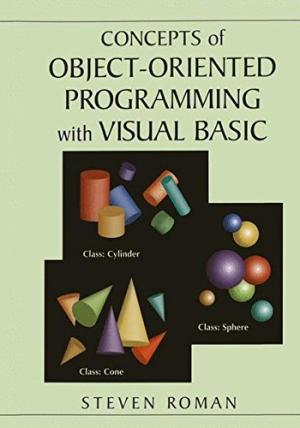 CONCEPTS of
OBJECT-ORIENTED
PROGRAMMING
with VISUAL BASIC
Class: Cylinder
Class: Sphere
Class: Cone
STEVEN ROMAN